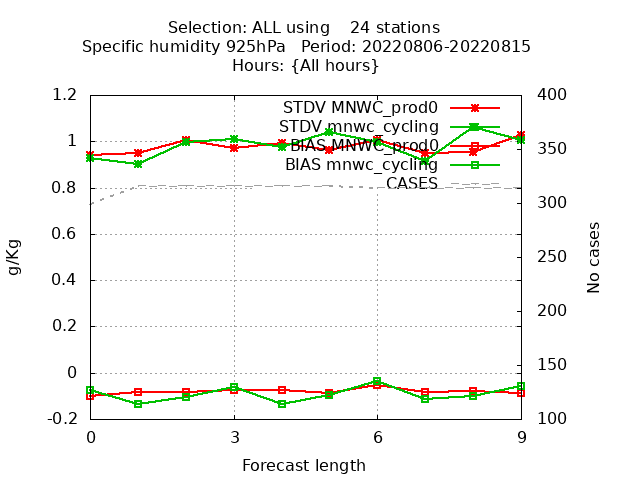 Selection: ALL using    24 stations
Specific humidity 925hPa   Period: 20220806-20220815
Hours: {All hours}
1.2
1
0.8
0.6
0.4
0.2
0
-0.2
g/Kg
STDV MNWC_prod0
STDV mnwc_cycling
BIAS MNWC_prod0
BIAS mnwc_cycling
CASES
400
350
300
250
200
150
100
No cases
0 3 6 9
Forecast length